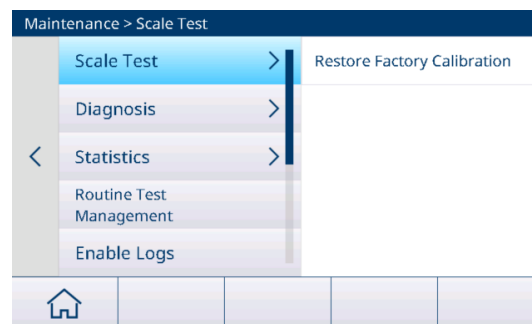 Maintenance > Scale Test
Scale Test
Restore Factory Calibration
Diagnosis
Statistics
Routine Test
Management
Enable Logs